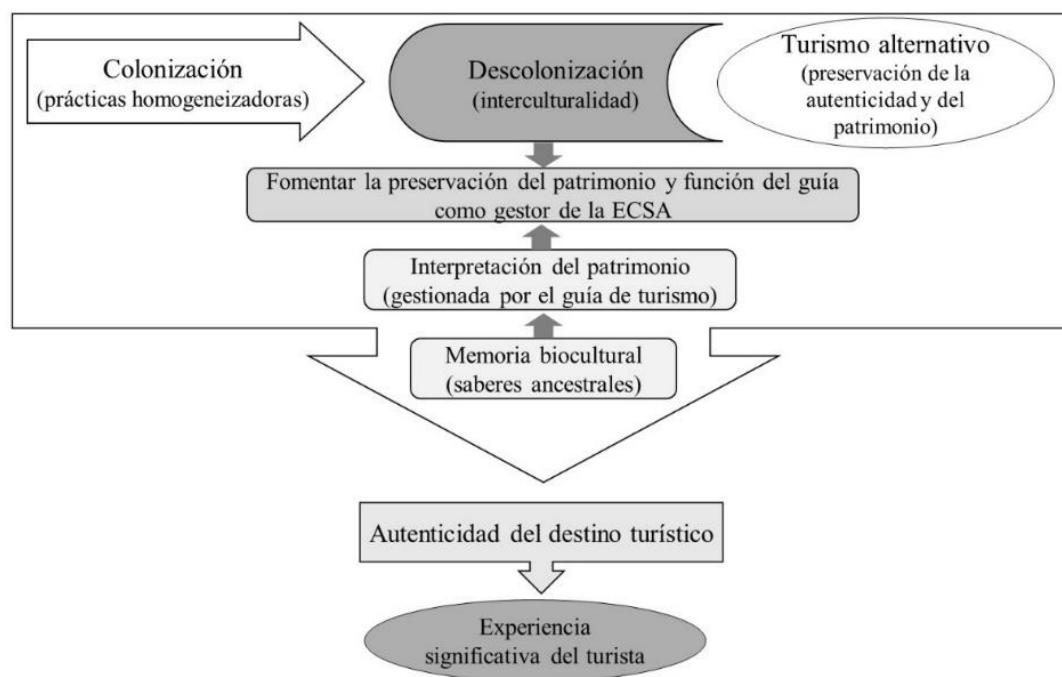 Colonización
(prácticas homogeneizadoras)
Descolonización
(interculturalidad)
Turismo alternativo
(preservación de la
autenticidad y del
patrimonio)
Fomentar la preservación del patrimonio y función del guía
como gestor de la ECSA
Interpretación del patrimonio
(gestionada por el guía de turismo)
Memoria biocultural
(saberes ancestrales)
Autenticidad del destino turístico
Experiencia
significativa del turista